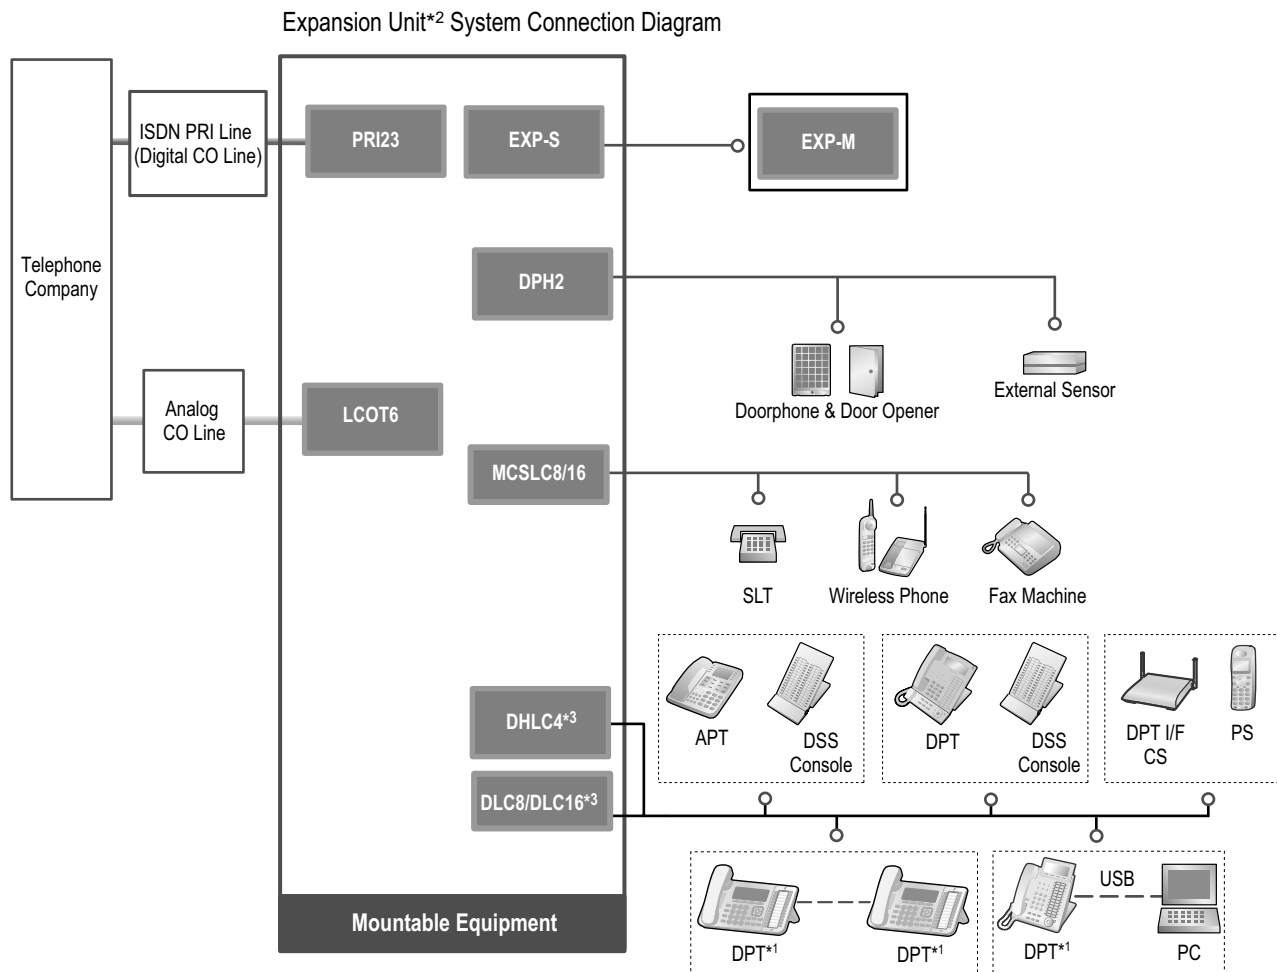 Expansion Unit*2 System Connection Diagram
ISDN PRI Line
(Digital CO Line)
PRI23
EXP-S
EXP-M
Telephone
Company
DPH2
Doorphone & Door Opener
External Sensor
Analog
CO Line
LCOT6
MCSLC8/16
SLT
Wireless Phone
Fax Machine
DHLC4*3
APT
DSS
Console
DPT
DSS
Console
DPT I/F
CS
PS
DLC8/DLC16*3
Mountable Equipment
DPT*1
DPT*1
USB
DPT*1
PC